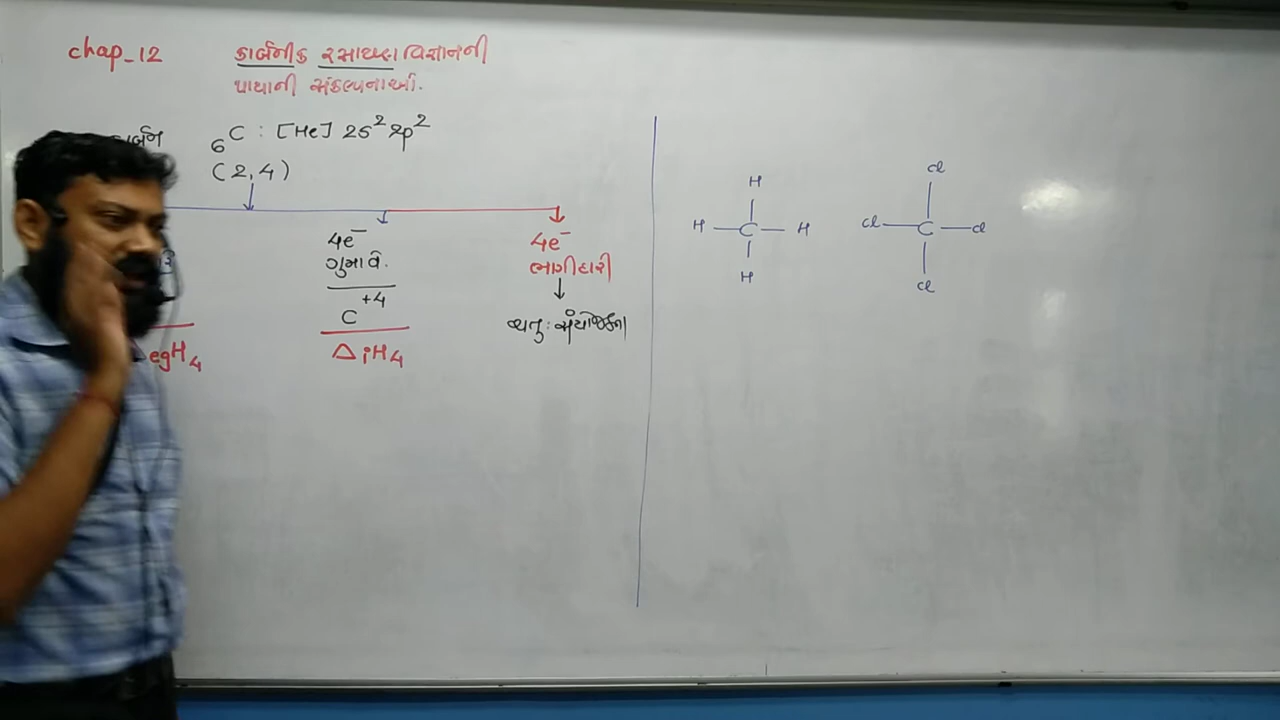 chap_12 કાર્બનીક રસાયણ વિજ્ઞાનની
પાયાની સંકલ્પનાઓ.
₆C : [He] 2s² 2p²
(2,4)
4e⁻
ગુમાવે.
C⁺⁴
ΔᵢH₄
egH₄
4e⁻
ભાગીદારી
ચતુ:સંયોજકતા
H
H — C — H
H
Cl
Cl — C — Cl
Cl